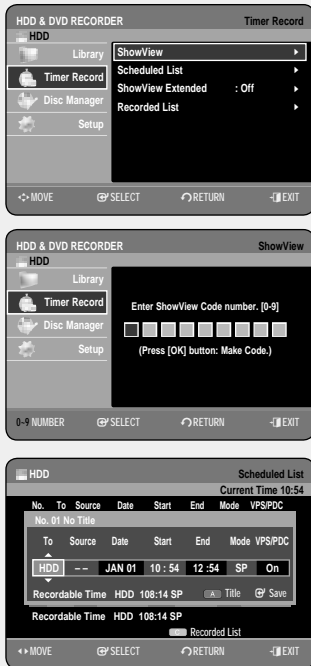 HDD & DVD RECORDER Timer Record
HDD
Library ShowView ►
Timer Record Scheduled List ►
ShowView Extended : Off ►
Disc Manager Recorded List ►
Setup
MOVE SELECT RETURN EXIT
HDD & DVD RECORDER ShowView
HDD
Library
Timer Record
Enter ShowView Code number. [0-9]
Disc Manager
Setup (Press [OK] button: Make Code.)
0~9 NUMBER SELECT RETURN EXIT
HDD Scheduled List
Current Time 10:54
No. To Source Date Start End Mode VPS/PDC
No. 01 No Title
To Source Date Start End Mode VPS/PDC
HDD – – JAN 01 10 : 54 12 :54 SP On
Recordable Time HDD 108:14 SP A Title Save
Recordable Time HDD 108:14 SP
C Recorded List
MOVE SELECT RETURN EXIT